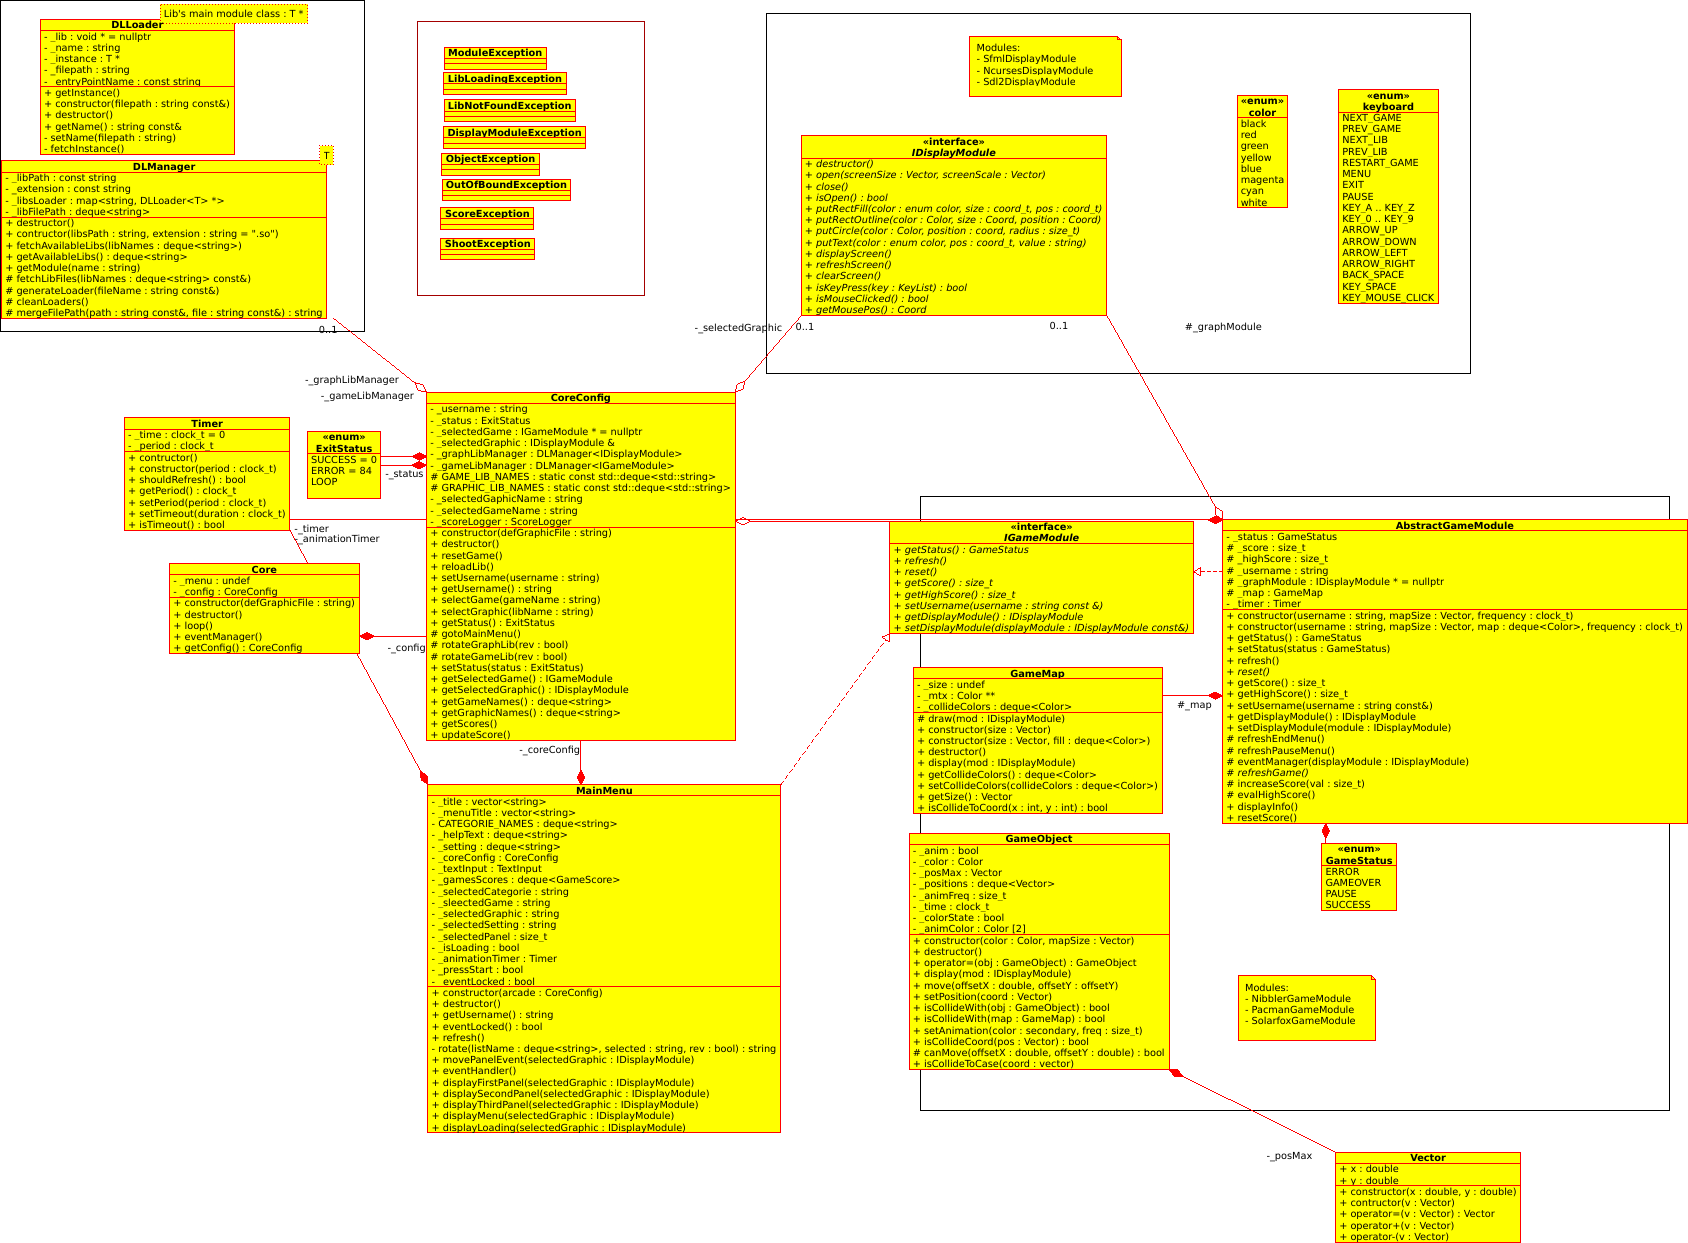 Lib's main module class : T *
DLLoader
- _lib : void * = nullptr
- _name : string
- _instance : T *
- _filepath : string
- _entryPointName : const string
+ getInstance()
+ constructor(filepath : string const&)
+ destructor()
+ getName() : string const&
- setName(filepath : string)
- fetchInstance()
T
DLManager
- _libPath : const string
- _extension : const string
- _libsLoader : map<string, DLLoader<T> *>
- _libFilePath : deque<string>
+ destructor()
+ contructor(libsPath : string, extension : string = ".so")
+ fetchAvailableLibs(libNames : deque<string>)
+ getAvailableLibs() : deque<string>
+ getModule(name : string)
# fetchLibFiles(libNames : deque<string> const&)
# generateLoader(fileName : string const&)
# cleanLoaders()
# mergeFilePath(path : string const&, file : string const&) : string
0..1
ModuleException
LibLoadingException
LibNotFoundException
DisplayModuleException
ObjectException
OutOfBoundException
ScoreException
ShootException
Modules:
- SfmlDisplayModule
- NcursesDisplayModule
- Sdl2DisplayModule
«interface»
IDisplayModule
+ destructor()
+ open(screenSize : Vector, screenScale : Vector)
+ close()
+ isOpen() : bool
+ putRectFill(color : enum color, size : coord_t, pos : coord_t)
+ putRectOutline(color : Color, size : Coord, position : Coord)
+ putCircle(color : Color, position : coord, radius : size_t)
+ putText(color : enum color, pos : coord_t, value : string)
+ displayScreen()
+ refreshScreen()
+ clearScreen()
+ isKeyPress(key : KeyList) : bool
+ isMouseClicked() : bool
+ getMousePos() : Coord
«enum»
color
black
red
green
yellow
blue
magenta
cyan
white
«enum»
keyboard
NEXT_GAME
PREV_GAME
NEXT_LIB
PREV_LIB
RESTART_GAME
MENU
EXIT
PAUSE
KEY_A .. KEY_Z
KEY_0 .. KEY_9
ARROW_UP
ARROW_DOWN
ARROW_LEFT
ARROW_RIGHT
BACK_SPACE
KEY_SPACE
KEY_MOUSE_CLICK
-_selectedGraphic
0..1
0..1
#_graphModule
-_graphLibManager
-_gameLibManager
CoreConfig
- _username : string
- _status : ExitStatus
- _selectedGame : IGameModule * = nullptr
- _selectedGraphic : IDisplayModule &
- _graphLibManager : DLManager<IDisplayModule>
- _gameLibManager : DLManager<IGameModule>
# GAME_LIB_NAMES : static const std::deque<std::string>
# GRAPHIC_LIB_NAMES : static const std::deque<std::string>
- _selectedGaphicName : string
- _selectedGameName : string
- _scoreLogger : ScoreLogger
+ constructor(defGraphicFile : string)
+ destructor()
+ resetGame()
+ reloadLib()
+ setUsername(username : string)
+ getUsername() : string
+ selectGame(gameName : string)
+ selectGraphic(libName : string)
+ getStatus() : ExitStatus
# gotoMainMenu()
# rotateGraphLib(rev : bool)
# rotateGameLib(rev : bool)
+ setStatus(status : ExitStatus)
+ getSelectedGame() : IGameModule
+ getSelectedGraphic() : IDisplayModule
+ getGameNames() : deque<string>
+ getGraphicNames() : deque<string>
+ getScores()
+ updateScore()
Timer
- _time : clock_t = 0
- _period : clock_t
+ contructor()
+ constructor(period : clock_t)
+ shouldRefresh() : bool
+ getPeriod() : clock_t
+ setPeriod(period : clock_t)
+ setTimeout(duration : clock_t)
+ isTimeout() : bool
«enum»
ExitStatus
SUCCESS = 0
ERROR = 84
LOOP
-_status
-_timer
-_animationTimer
Core
- _menu : undef
- _config : CoreConfig
+ constructor(defGraphicFile : string)
+ destructor()
+ loop()
+ eventManager()
+ getConfig() : CoreConfig
-_config
-_coreConfig
«interface»
IGameModule
+ getStatus() : GameStatus
+ refresh()
+ reset()
+ getScore() : size_t
+ getHighScore() : size_t
+ setUsername(username : string const &)
+ getDisplayModule() : IDisplayModule
+ setDisplayModule(displayModule : IDisplayModule const&)
AbstractGameModule
- _status : GameStatus
# _score : size_t
# _highScore : size_t
# _username : string
# _graphModule : IDisplayModule * = nullptr
# _map : GameMap
- _timer : Timer
+ constructor(username : string, mapSize : Vector, frequency : clock_t)
+ constructor(username : string, mapSize : Vector, map : deque<Color>, frequency : clock_t)
+ getStatus() : GameStatus
+ setStatus(status : GameStatus)
+ refresh()
+ reset()
+ getScore() : size_t
+ getHighScore() : size_t
+ setUsername(username : string const&)
+ getDisplayModule() : IDisplayModule
+ setDisplayModule(module : IDisplayModule)
# refreshEndMenu()
# refreshPauseMenu()
# eventManager(displayModule : IDisplayModule)
# refreshGame()
# increaseScore(val : size_t)
# evalHighScore()
+ displayInfo()
+ resetScore()
GameMap
- _size : undef
- _mtx : Color **
- _collideColors : deque<Color>
# draw(mod : IDisplayModule)
+ constructor(size : Vector)
+ constructor(size : Vector, fill : deque<Color>)
+ destructor()
+ display(mod : IDisplayModule)
+ getCollideColors() : deque<Color>
+ setCollideColors(collideColors : deque<Color>)
+ getSize() : Vector
+ isCollideToCoord(x : int, y : int) : bool
#_map
MainMenu
- _title : vector<string>
- _menuTitle : vector<string>
- CATEGORIE_NAMES : deque<string>
- _helpText : deque<string>
- _setting : deque<string>
- _coreConfig : CoreConfig
- _textInput : TextInput
- _gamesScores : deque<GameScore>
- _selectedCategorie : string
- _sleectedGame : string
- _selectedGraphic : string
- _selectedSetting : string
- _selectedPanel : size_t
- _isLoading : bool
- _animationTimer : Timer
- _pressStart : bool
- _eventLocked : bool
+ constructor(arcade : CoreConfig)
+ destructor()
+ getUsername() : string
+ eventLocked() : bool
+ refresh()
- rotate(listName : deque<string>, selected : string, rev : bool) : string
+ movePanelEvent(selectedGraphic : IDisplayModule)
+ eventHandler()
+ displayFirstPanel(selectedGraphic : IDisplayModule)
+ displaySecondPanel(selectedGraphic : IDisplayModule)
+ displayThirdPanel(selectedGraphic : IDisplayModule)
+ displayMenu(selectedGraphic : IDisplayModule)
+ displayLoading(selectedGraphic : IDisplayModule)
GameObject
- _anim : bool
- _color : Color
- _posMax : Vector
- _positions : deque<Vector>
- _animFreq : size_t
- _time : clock_t
- _colorState : bool
- _animColor : Color [2]
+ constructor(color : Color, mapSize : Vector)
+ destructor()
+ operator=(obj : GameObject) : GameObject
+ display(mod : IDisplayModule)
+ move(offsetX : double, offsetY : offsetY)
+ setPosition(coord : Vector)
+ isCollideWith(obj : GameObject) : bool
+ isCollideWith(map : GameMap) : bool
+ setAnimation(color : secondary, freq : size_t)
+ isCollideCoord(pos : Vector) : bool
# canMove(offsetX : double, offsetY : double) : bool
+ isCollideToCase(coord : vector)
«enum»
GameStatus
ERROR
GAMEOVER
PAUSE
SUCCESS
Modules:
- NibblerGameModule
- PacmanGameModule
- SolarfoxGameModule
-_posMax
Vector
+ x : double
+ y : double
+ constructor(x : double, y : double)
+ contructor(v : Vector)
+ operator=(v : Vector) : Vector
+ operator+(v : Vector)
+ operator-(v : Vector)